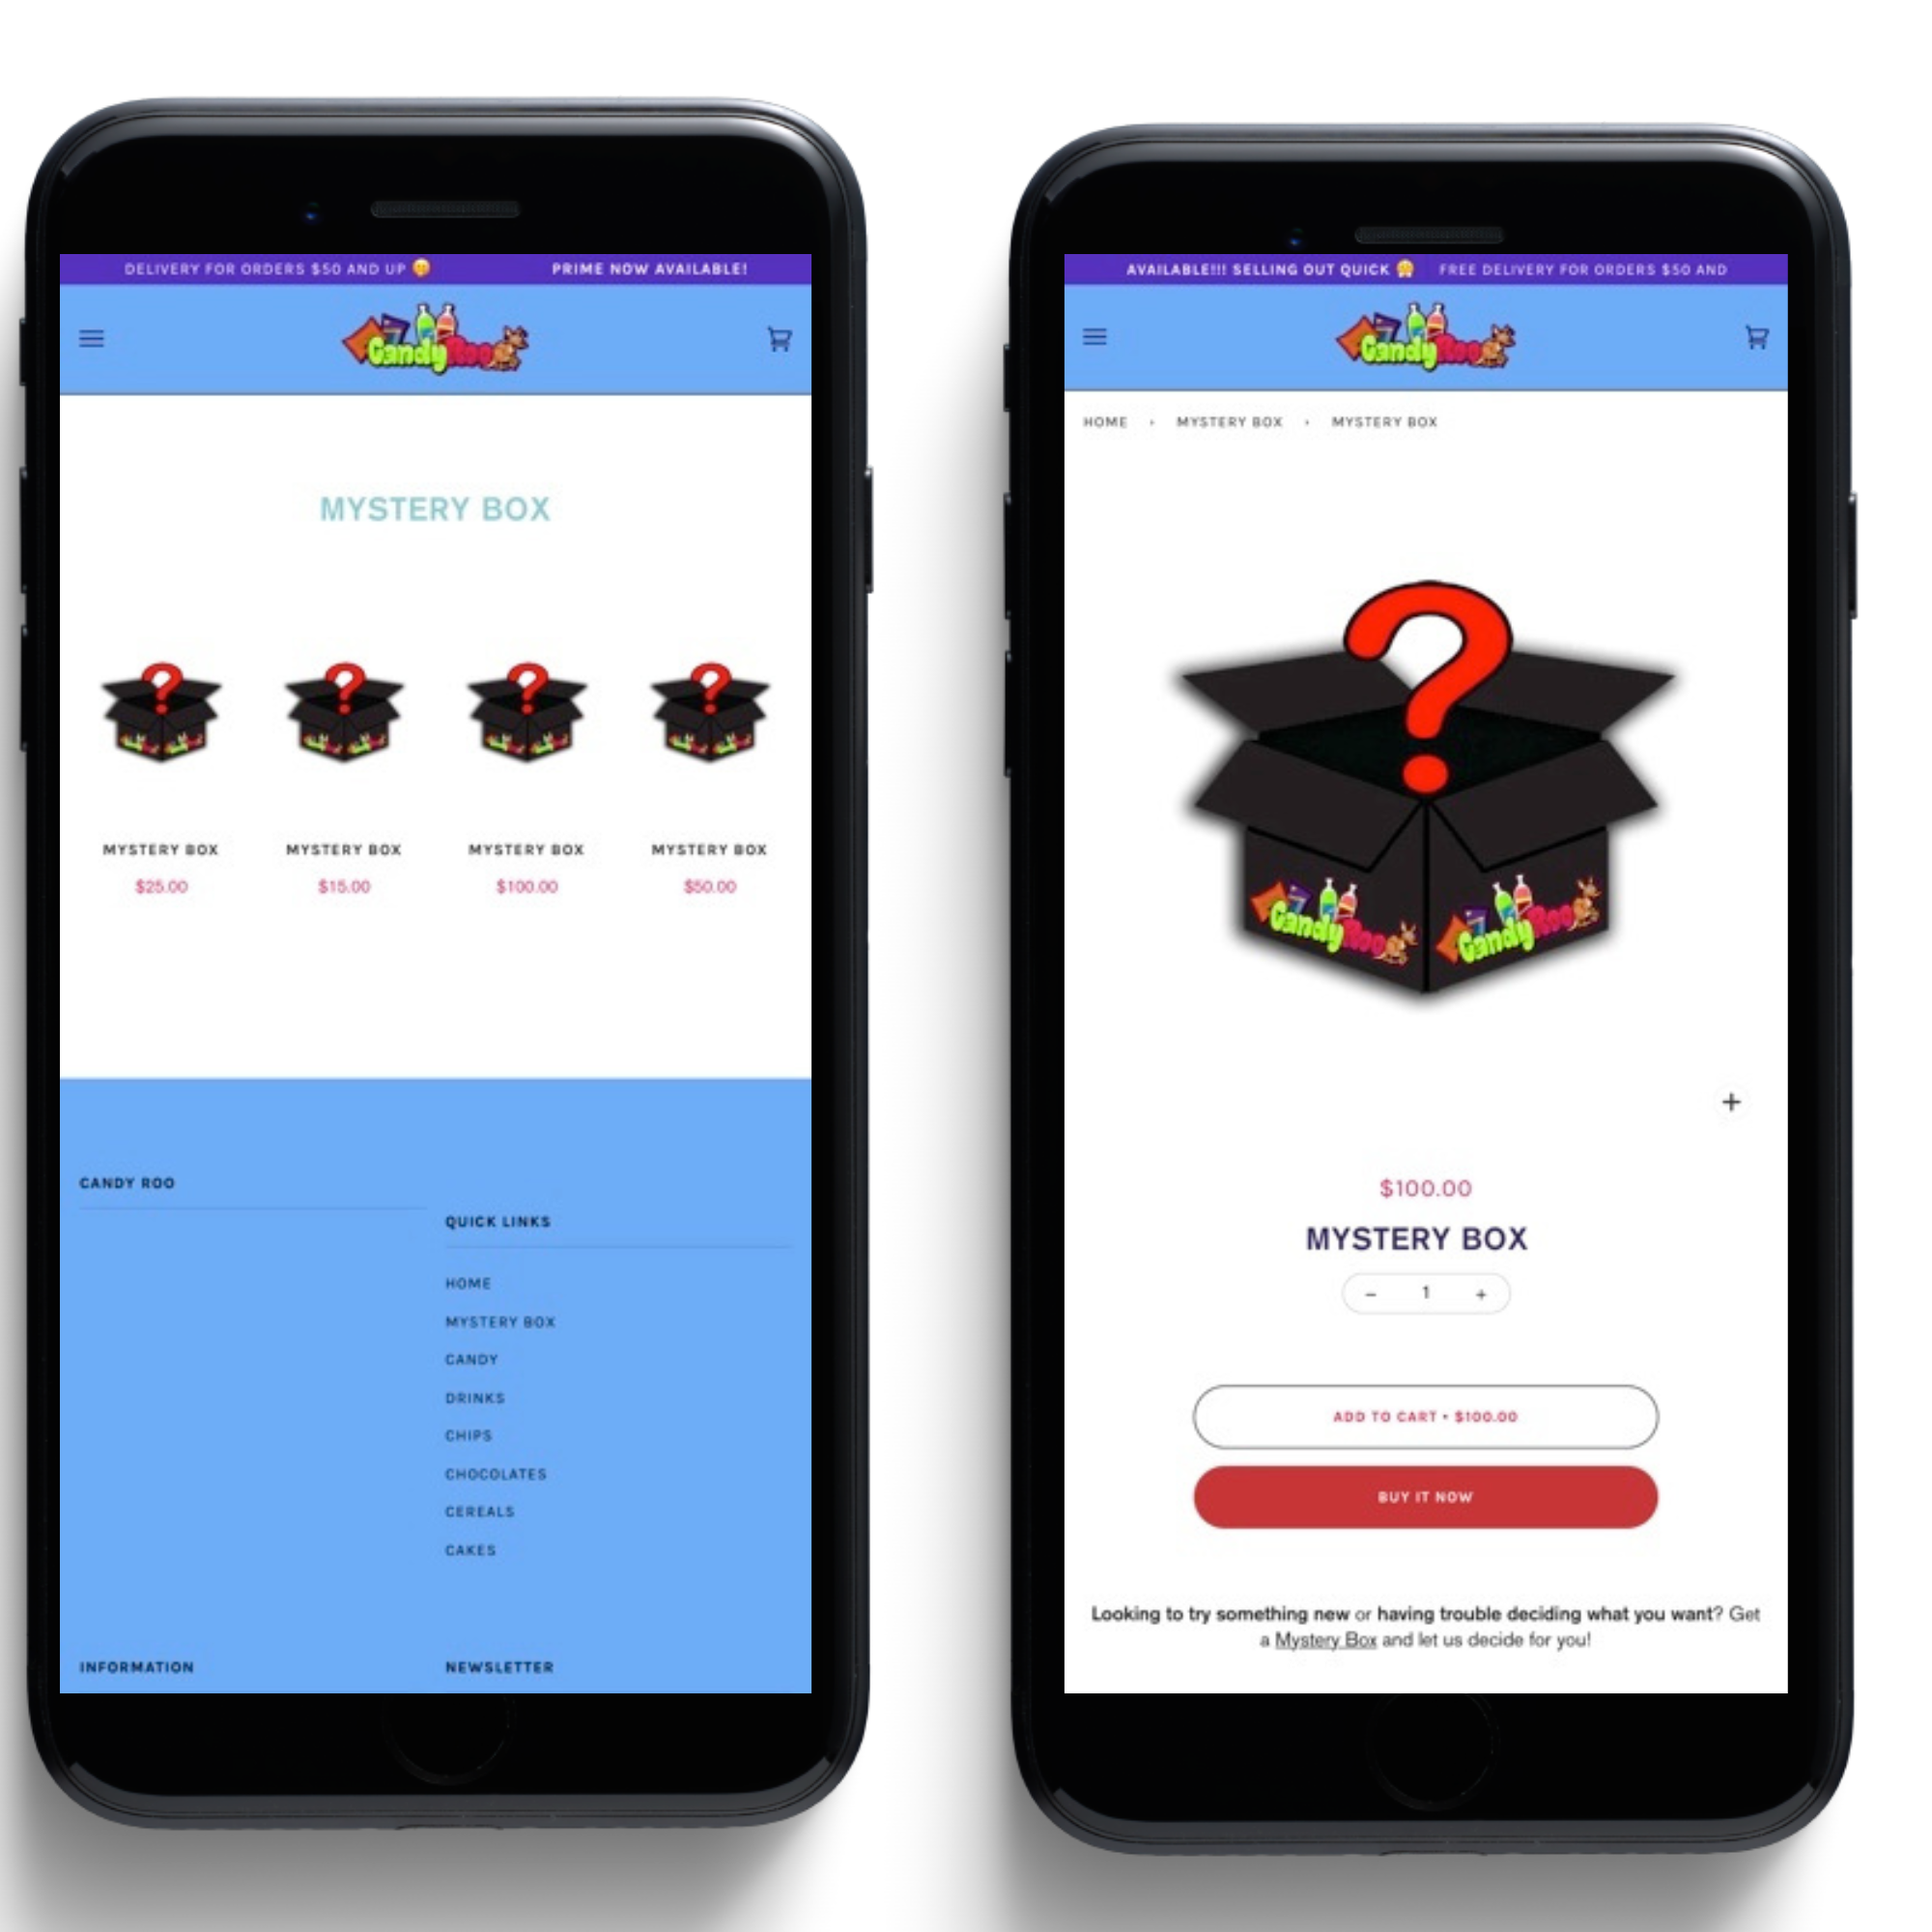 DELIVERY FOR ORDERS $50 AND UP PRIME NOW AVAILABLE!
CandyRoo
MYSTERY BOX
MYSTERY BOX MYSTERY BOX MYSTERY BOX MYSTERY BOX
$25.00 $15.00 $100.00 $50.00
CANDY ROO
QUICK LINKS
HOME
MYSTERY BOX
CANDY
DRINKS
CHIPS
CHOCOLATES
CEREALS
CAKES
INFORMATION NEWSLETTER
AVAILABLE!!! SELLING OUT QUICK FREE DELIVERY FOR ORDERS $50 AND
CandyRoo
HOME › MYSTERY BOX › MYSTERY BOX
?
CandyRoo CandyRoo
+
$100.00
MYSTERY BOX
− 1 +
ADD TO CART • $100.00
BUY IT NOW
Looking to try something new or having trouble deciding what you want? Get
a Mystery Box and let us decide for you!